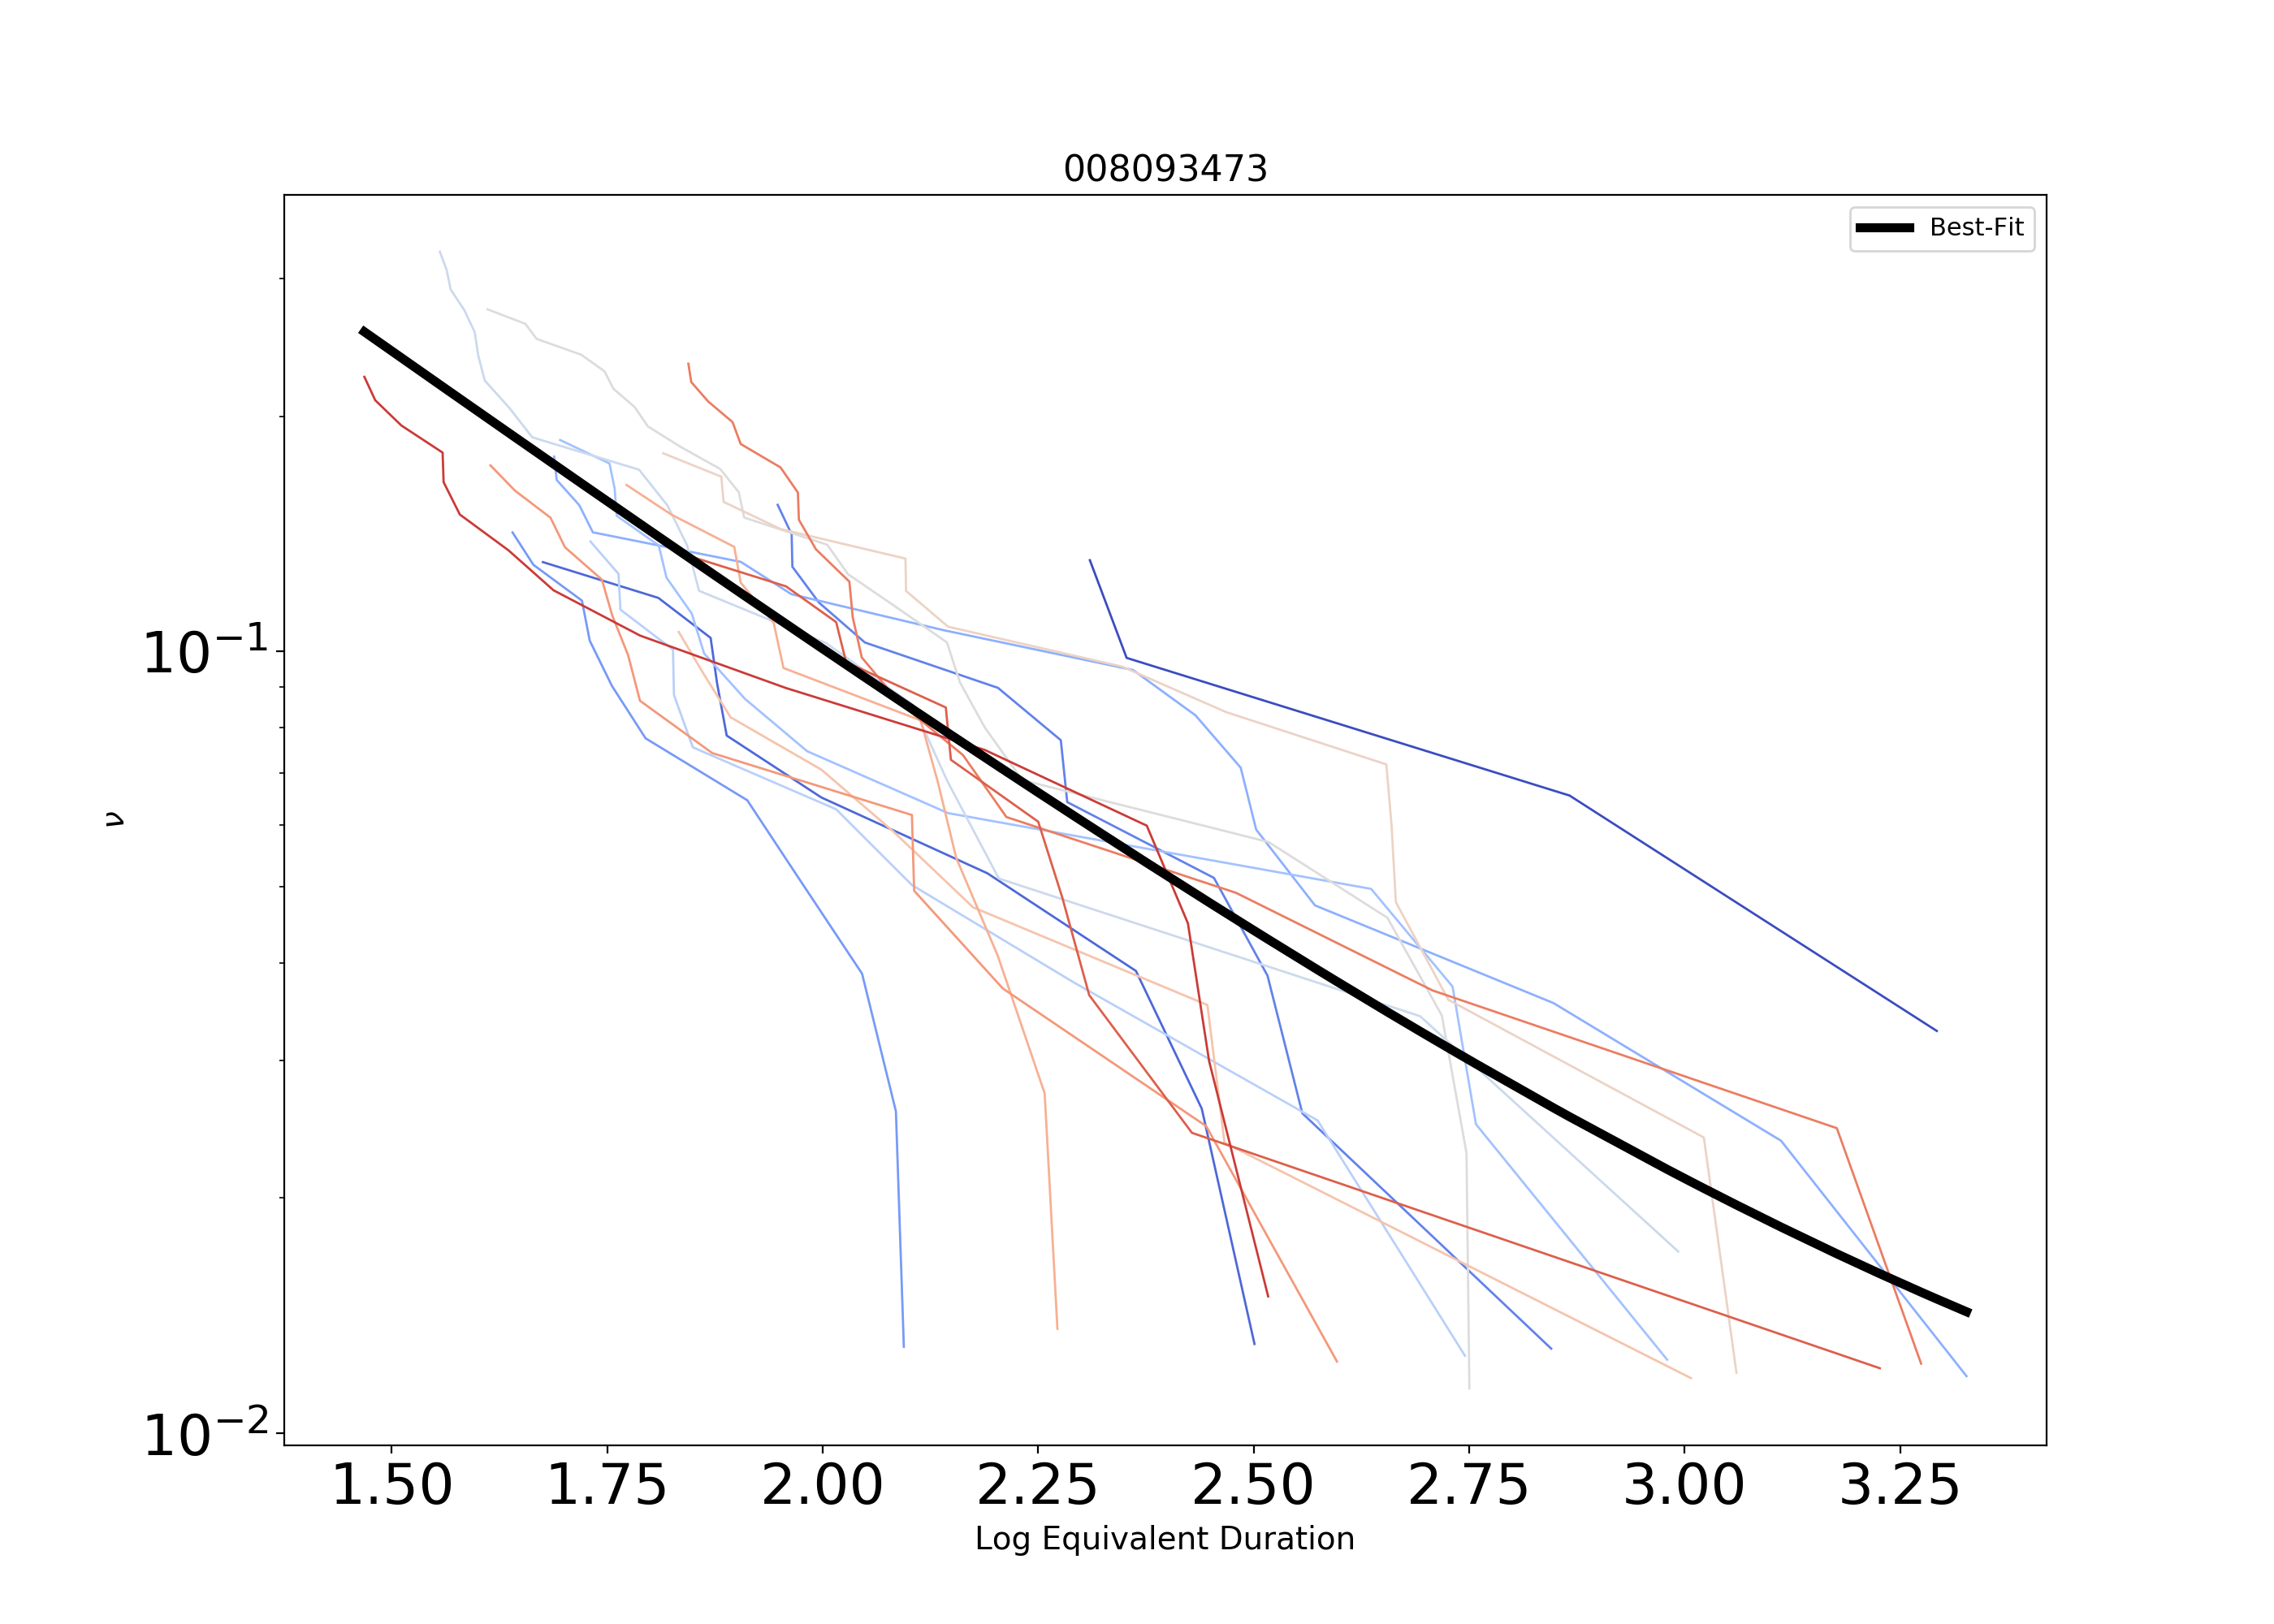 008093473
Best-Fit
10⁻¹
ν
10⁻²
1.50 1.75 2.00 2.25 2.50 2.75 3.00 3.25
Log Equivalent Duration